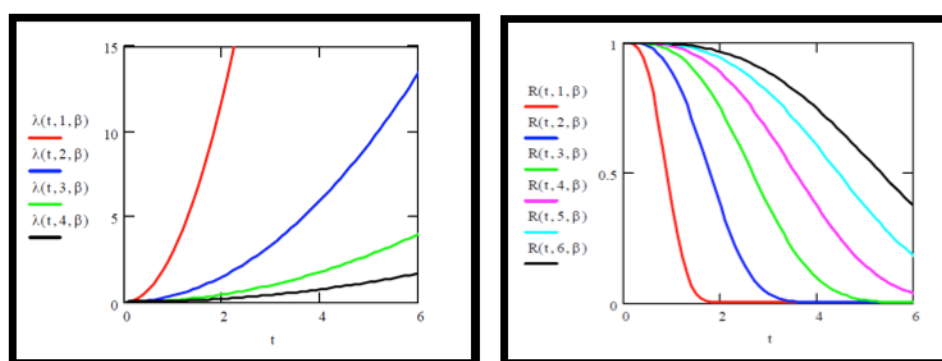 15
10
5
0
λ(t,1,β)
λ(t,2,β)
λ(t,3,β)
λ(t,4,β)
0 2 4 6
t
1
0.5
0
R(t,1,β)
R(t,2,β)
R(t,3,β)
R(t,4,β)
R(t,5,β)
R(t,6,β)
0 2 4 6
t